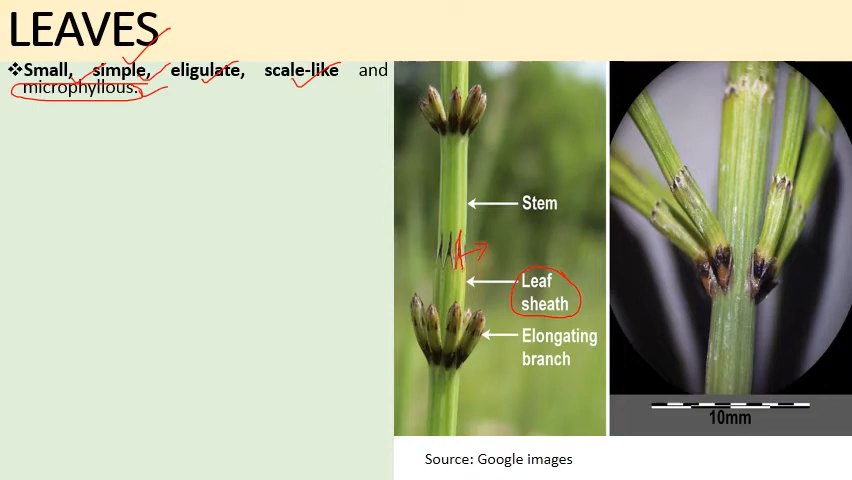 LEAVES
❖Small, simple, eligulate, scale-like and
microphyllous.
Stem
Leaf
sheath
Elongating
branch
10mm
Source: Google images